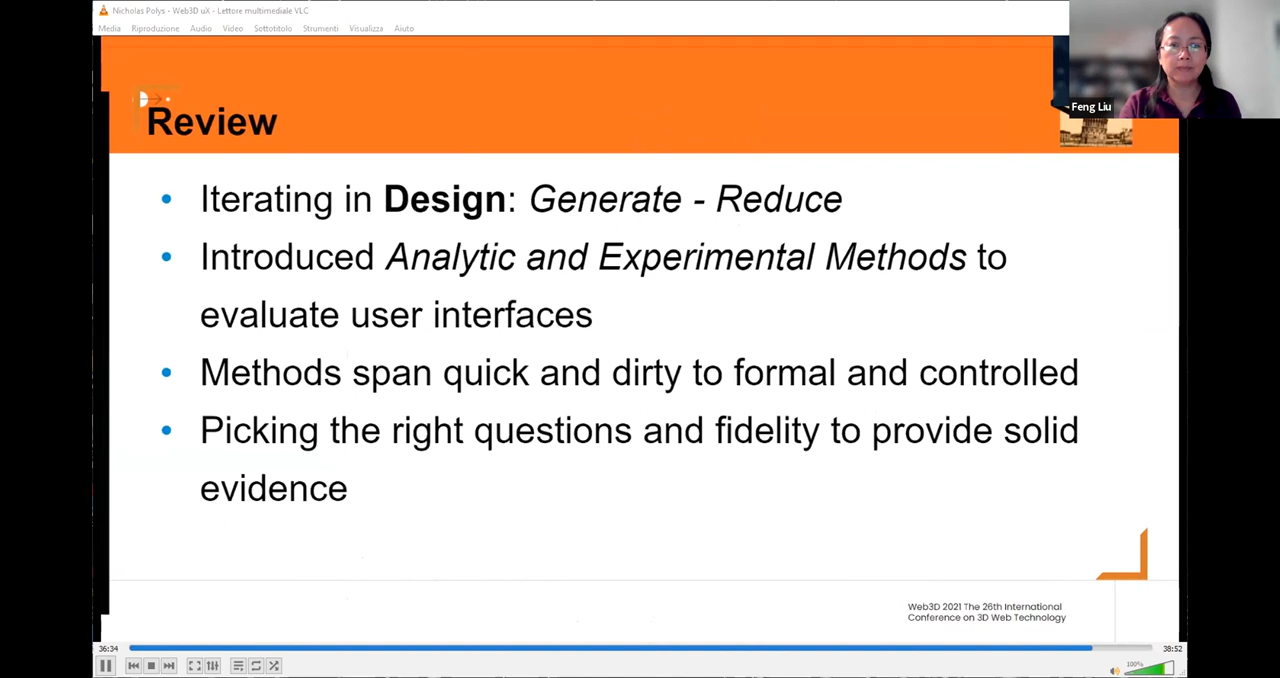 Nicholas Polys - Web3D uX - Lettore multimediale VLC
Media Riproduzione Audio Video Sottotitolo Strumenti Visualizza Aiuto
Feng Liu
Review
• Iterating in Design: Generate - Reduce
• Introduced Analytic and Experimental Methods to
evaluate user interfaces
• Methods span quick and dirty to formal and controlled
• Picking the right questions and fidelity to provide solid
evidence
Web3D 2021 The 26th International
Conference on 3D Web Technology
36:34
38:52
100%